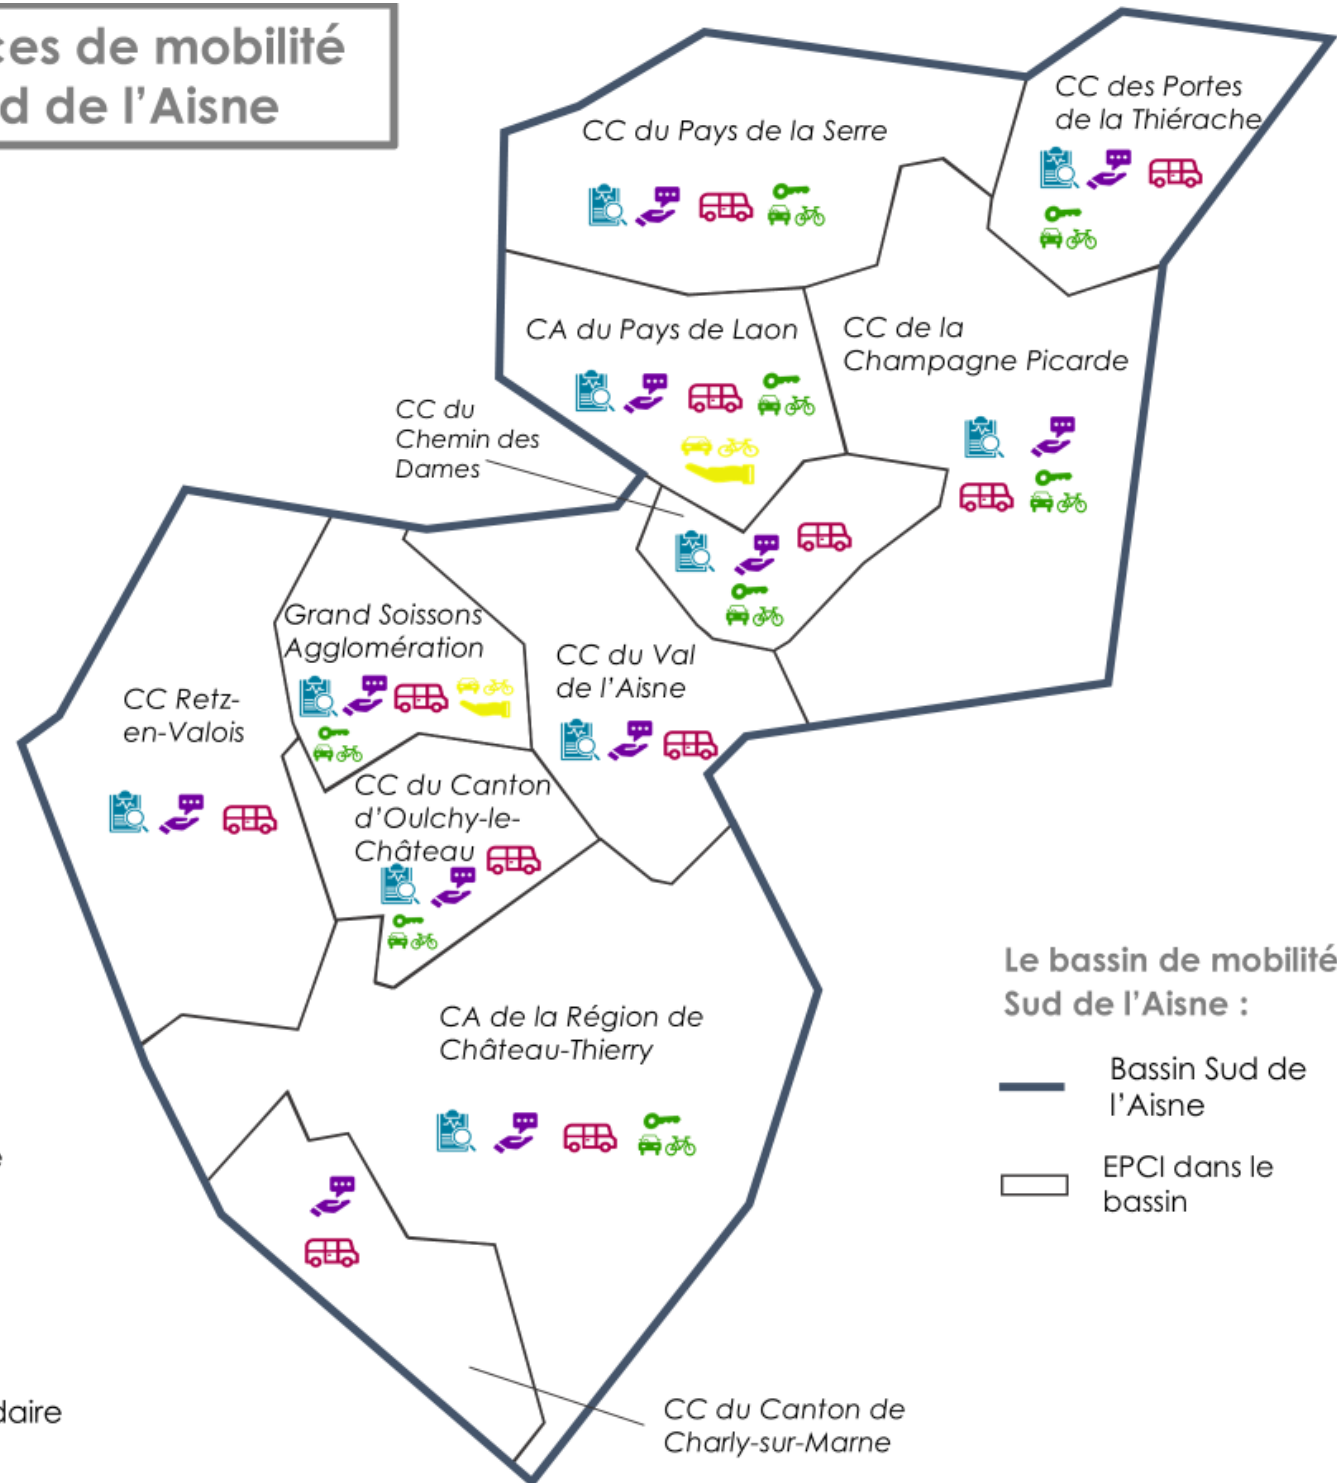 ces de mobilité
d de l'Aisne
CC des Portes
de la Thiérache
CC du Pays de la Serre
CA du Pays de Laon
CC de la
Champagne Picarde
CC du
Chemin des
Dames
Grand Soissons
Agglomération
CC du Val
de l'Aisne
CC Retz-
en-Valois
CC du Canton
d'Oulchy-le-
Château
CA de la Région de
Château-Thierry
Le bassin de mobilité
Sud de l'Aisne :
Bassin Sud de
l'Aisne
EPCI dans le
bassin
e
daire
CC du Canton de
Charly-sur-Marne